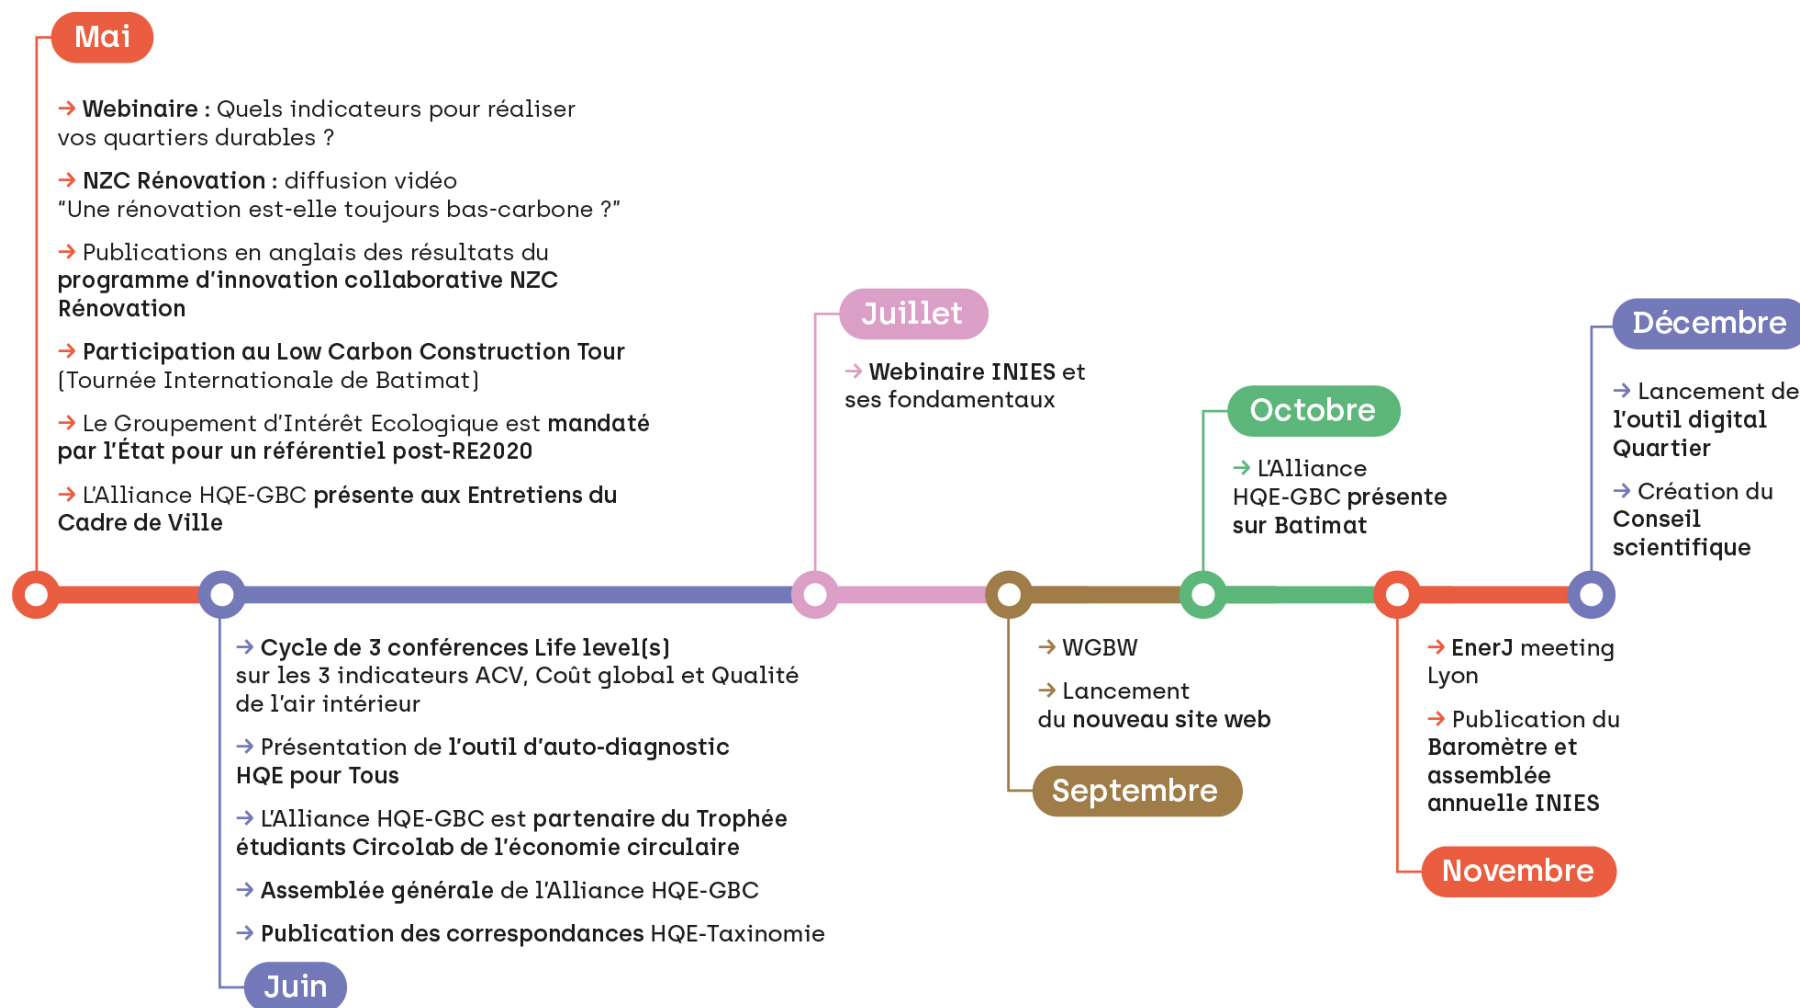 Mai
→ Webinaire : Quels indicateurs pour réaliser
vos quartiers durables ?
→ NZC Rénovation : diffusion vidéo
“Une rénovation est-elle toujours bas-carbone ?”
→ Publications en anglais des résultats du
programme d’innovation collaborative NZC
Rénovation
→ Participation au Low Carbon Construction Tour
(Tournée Internationale de Batimat)
→ Le Groupement d’Intérêt Ecologique est mandaté
par l’État pour un référentiel post-RE2020
→ L’Alliance HQE-GBC présente aux Entretiens du
Cadre de Ville
→ Cycle de 3 conférences Life level(s)
sur les 3 indicateurs ACV, Coût global et Qualité
de l’air intérieur
→ Présentation de l’outil d’auto-diagnostic
HQE pour Tous
→ L’Alliance HQE-GBC est partenaire du Trophée
étudiants Circolab de l’économie circulaire
→ Assemblée générale de l’Alliance HQE-GBC
→ Publication des correspondances HQE-Taxinomie
Juin
Juillet
→ Webinaire INIES et
ses fondamentaux
→ WGBW
→ Lancement
du nouveau site web
Septembre
Octobre
→ L’Alliance
HQE-GBC présente
sur Batimat
→ EnerJ meeting
Lyon
→ Publication du
Baromètre et
assemblée
annuelle INIES
Novembre
Décembre
→ Lancement de
l’outil digital
Quartier
→ Création du
Conseil
scientifique